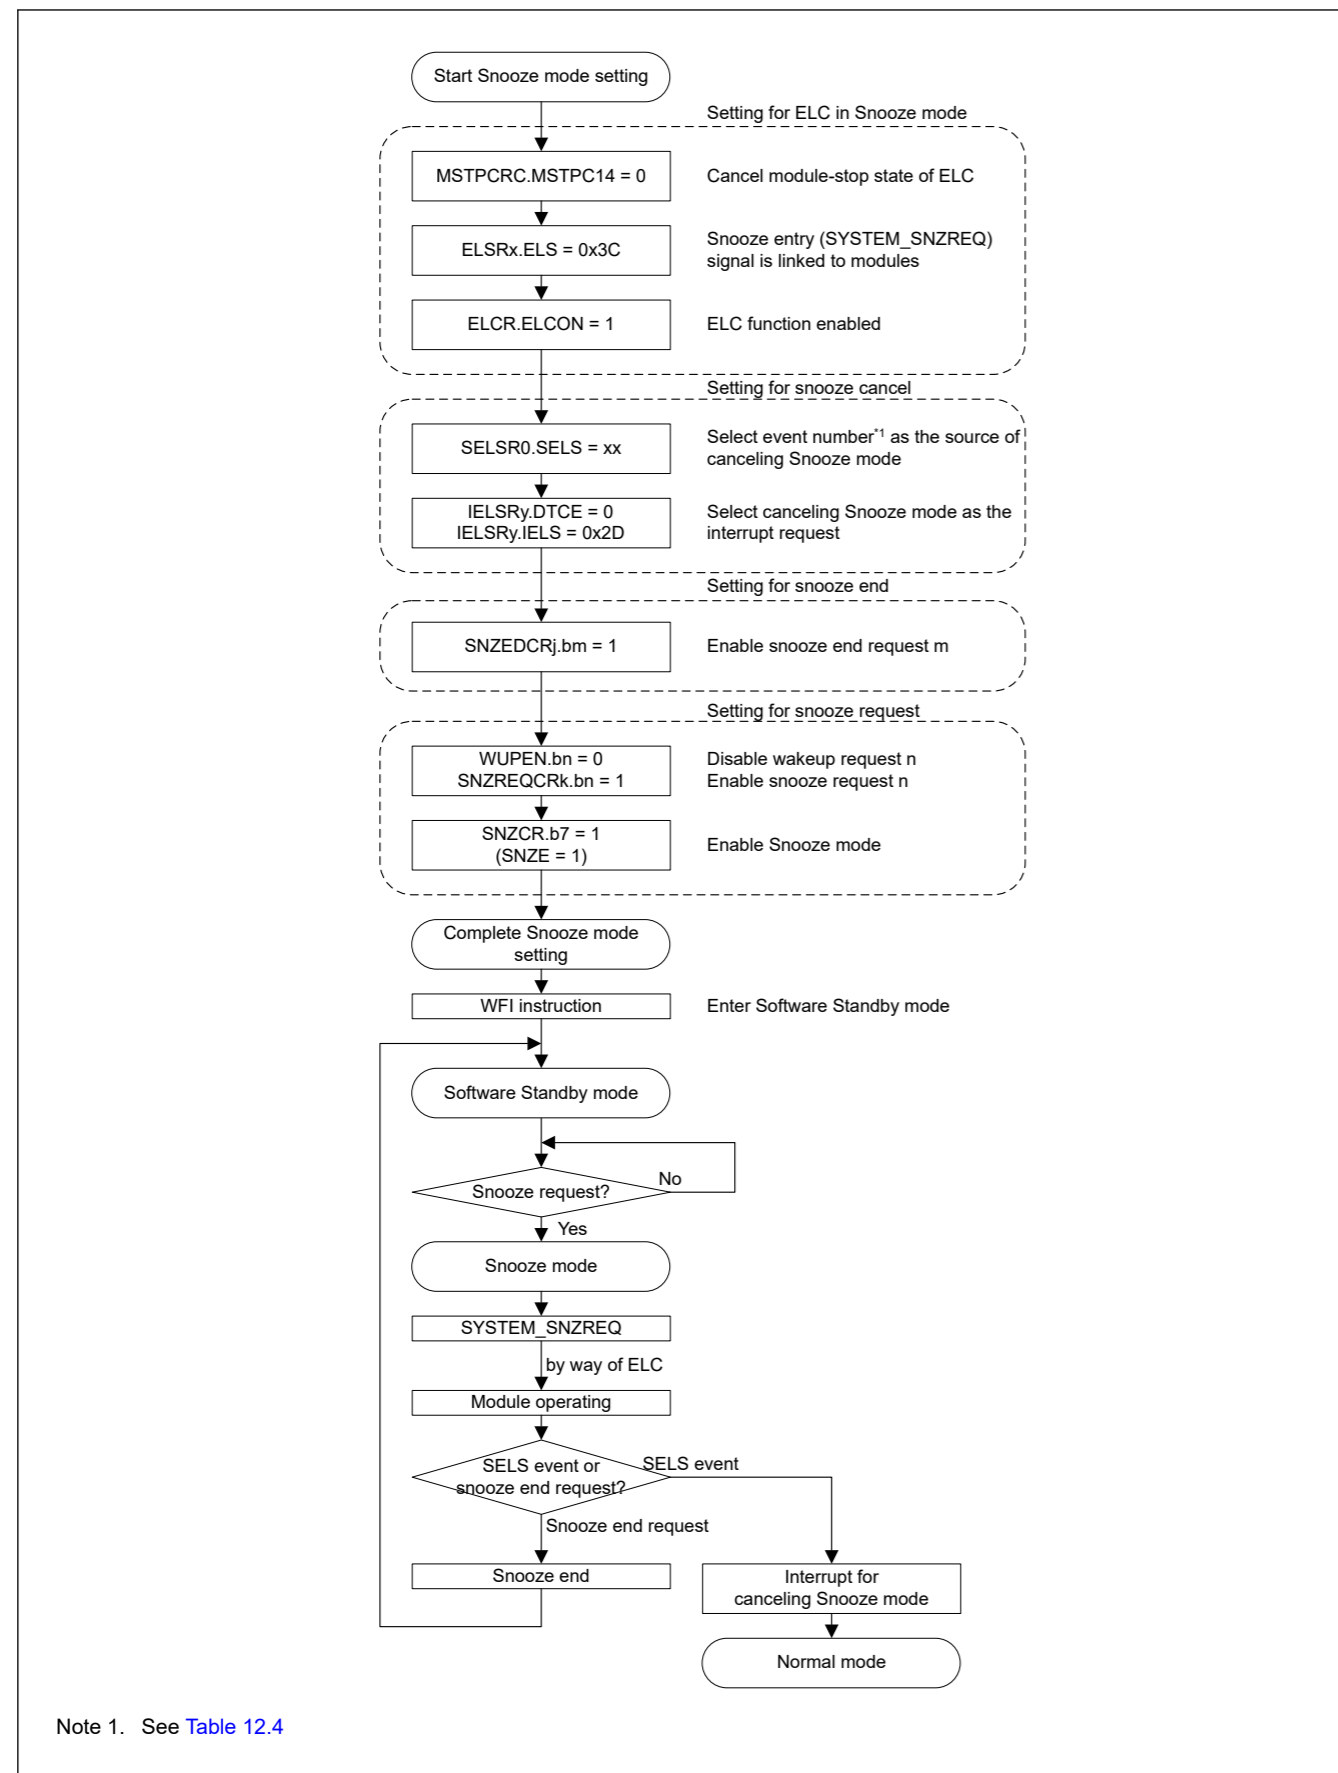 Start Snooze mode setting
Setting for ELC in Snooze mode
MSTPCRC.MSTPC14 = 0
Cancel module-stop state of ELC
ELSRx.ELS = 0x3C
Snooze entry (SYSTEM_SNZREQ)
signal is linked to modules
ELCR.ELCON = 1
ELC function enabled
Setting for snooze cancel
SELSR0.SELS = xx
Select event number*1 as the source of
canceling Snooze mode
IELSRy.DTCE = 0
IELSRy.IELS = 0x2D
Select canceling Snooze mode as the
interrupt request
Setting for snooze end
SNZEDCRj.bm = 1
Enable snooze end request m
Setting for snooze request
WUPEN.bn = 0
SNZREQCRk.bn = 1
Disable wakeup request n
Enable snooze request n
SNZCR.b7 = 1
(SNZE = 1)
Enable Snooze mode
Complete Snooze mode
setting
WFI instruction
Enter Software Standby mode
Software Standby mode
Snooze request?
No
Yes
Snooze mode
SYSTEM_SNZREQ
by way of ELC
Module operating
SELS event or
snooze end request?
SELS event
Snooze end request
Snooze end
Interrupt for
canceling Snooze mode
Normal mode
Note 1. See Table 12.4